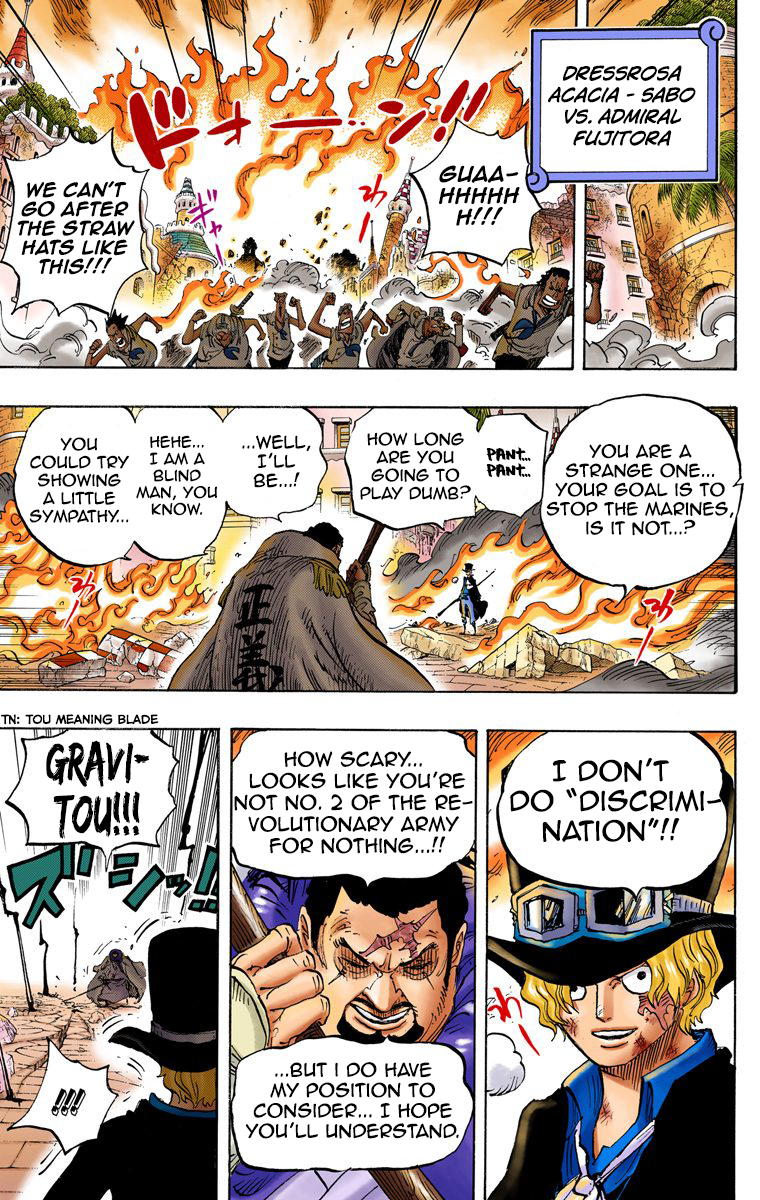 DRESSROSA
ACACIA - SABO
VS. ADMIRAL
FUJITORA
ドォーン!!
GUAA-
HHHHH
H!!!
WE CAN'T
GO AFTER
THE STRAW
HATS LIKE
THIS!!!
ギャー
YOU ARE A
STRANGE ONE...
YOUR GOAL IS TO
STOP THE MARINES,
IS IT NOT...?
PANT...
PANT...
HOW LONG
ARE YOU
GOING TO
PLAY DUMB?
...WELL,
I'LL
BE...!
HEHE...
I AM A
BLIND
MAN, YOU
KNOW.
YOU
COULD TRY
SHOWING
A LITTLE
SYMPATHY...
正義
TN: TOU MEANING BLADE
I DON'T
DO "DISCRIMI-
NATION"!!
HOW SCARY...
LOOKS LIKE YOU'RE
NOT NO. 2 OF THE RE-
VOLUTIONARY ARMY
FOR NOTHING...!!
...BUT I DO HAVE
MY POSITION TO
CONSIDER... I HOPE
YOU'LL UNDERSTAND.
GRAVI-
TOU!!!
ズシッ!!
!!!